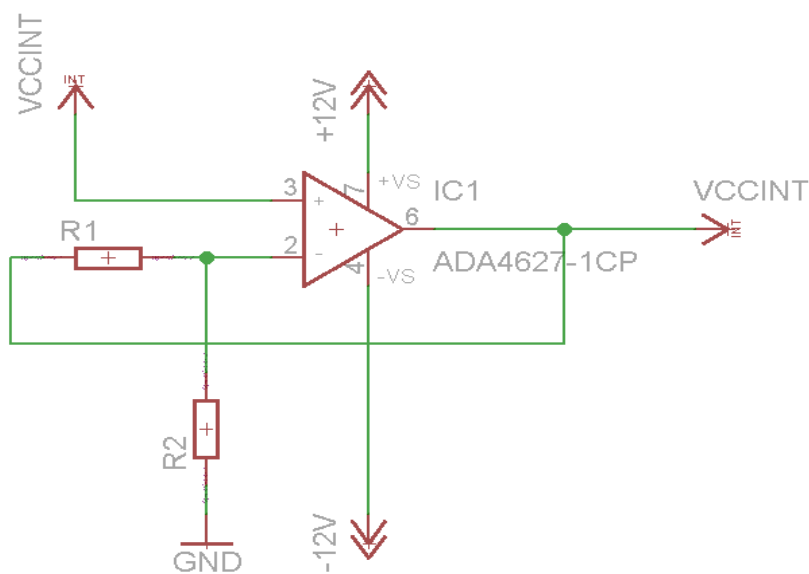 VCCINT
INT
+12V
3
7
+VS
IC1
VCCINT
+
6
INT
R1
2
-
4
-VS
ADA4627-1CP
R2
-12V
GND